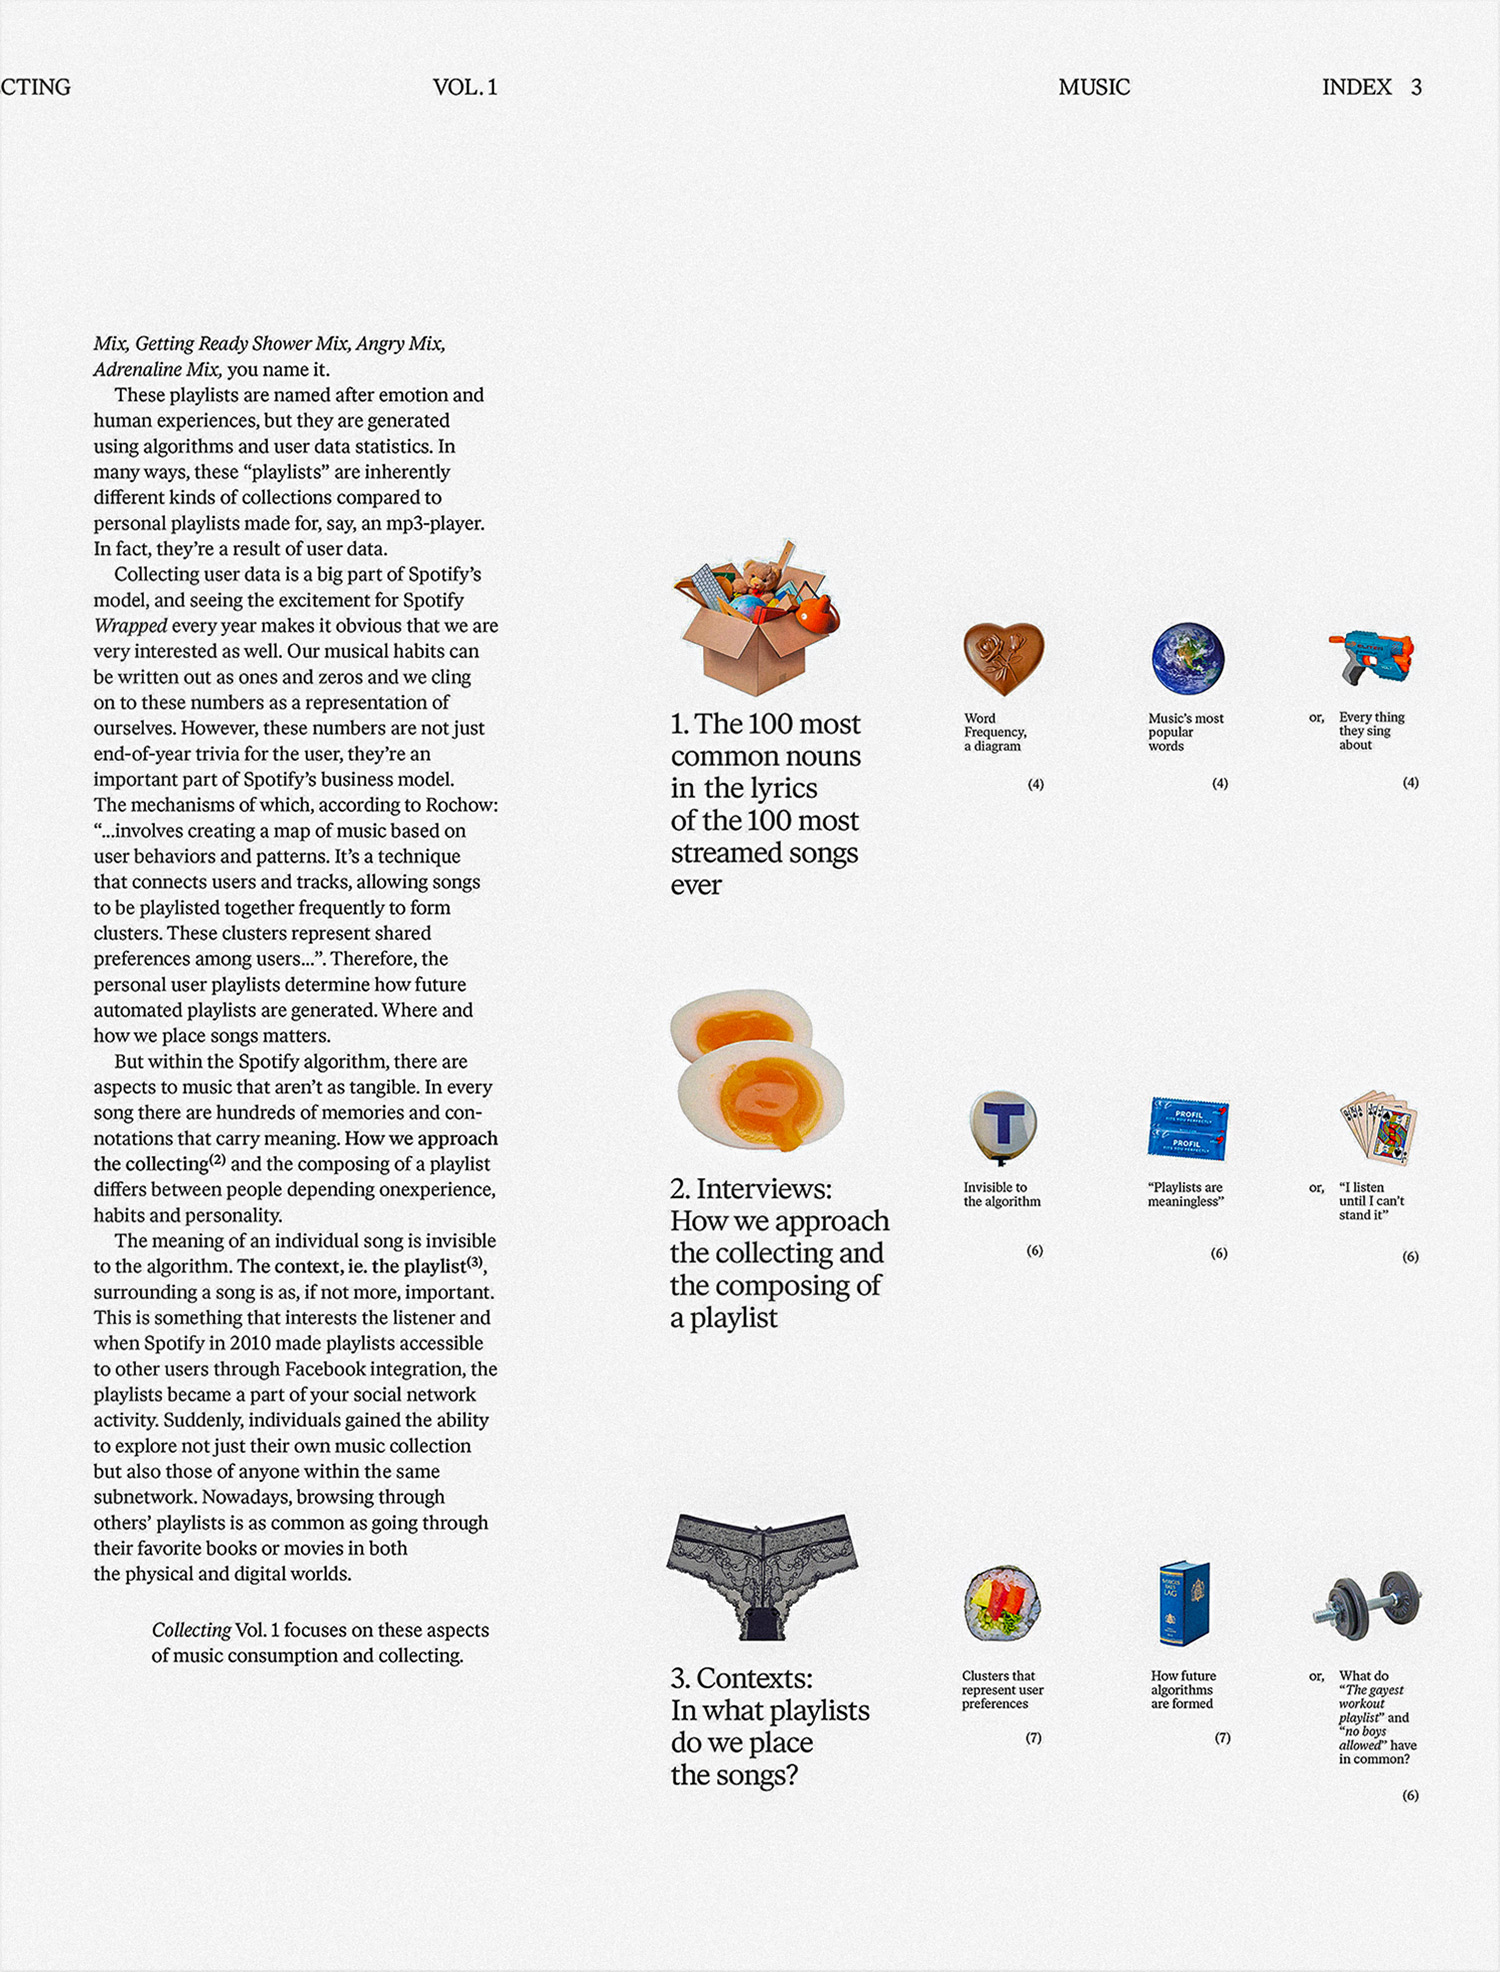 CTING
VOL. 1
MUSIC
INDEX 3
Mix, Getting Ready Shower Mix, Angry Mix,
Adrenaline Mix, you name it.
These playlists are named after emotion and
human experiences, but they are generated
using algorithms and user data statistics. In
many ways, these “playlists” are inherently
different kinds of collections compared to
personal playlists made for, say, an mp3-player.
In fact, they’re a result of user data.
Collecting user data is a big part of Spotify’s
model, and seeing the excitement for Spotify
Wrapped every year makes it obvious that we are
very interested as well. Our musical habits can
be written out as ones and zeros and we cling
on to these numbers as a representation of
ourselves. However, these numbers are not just
end-of-year trivia for the user, they’re an
important part of Spotify’s business model.
The mechanisms of which, according to Rochow:
“...involves creating a map of music based on
user behaviors and patterns. It’s a technique
that connects users and tracks, allowing songs
to be playlisted together frequently to form
clusters. These clusters represent shared
preferences among users...”. Therefore, the
personal user playlists determine how future
automated playlists are generated. Where and
how we place songs matters.
But within the Spotify algorithm, there are
aspects to music that aren’t as tangible. In every
song there are hundreds of memories and con-
notations that carry meaning. How we approach
the collecting(2) and the composing of a playlist
differs between people depending onexperience,
habits and personality.
The meaning of an individual song is invisible
to the algorithm. The context, ie. the playlist(3),
surrounding a song is as, if not more, important.
This is something that interests the listener and
when Spotify in 2010 made playlists accessible
to other users through Facebook integration, the
playlists became a part of your social network
activity. Suddenly, individuals gained the ability
to explore not just their own music collection
but also those of anyone within the same
subnetwork. Nowadays, browsing through
others’ playlists is as common as going through
their favorite books or movies in both
the physical and digital worlds.
Collecting Vol. 1 focuses on these aspects
of music consumption and collecting.
1. The 100 most
common nouns
in the lyrics
of the 100 most
streamed songs
ever
Word
Frequency,
a diagram
(4)
Music’s most
popular
words
(4)
or, Every thing
they sing
about
(4)
2. Interviews:
How we approach
the collecting and
the composing of
a playlist
T
Invisible to
the algorithm
(6)
PROFIL
FITS YOU PERFECTLY
PROFIL
FITS YOU PERFECTLY
“Playlists are
meaningless”
(6)
or, “I listen
until I can’t
stand it”
(6)
3. Contexts:
In what playlists
do we place
the songs?
Clusters that
represent user
preferences
(7)
LAG
How future
algorithms
are formed
(7)
or, What do
“The gayest
workout
playlist” and
“no boys
allowed” have
in common?
(6)